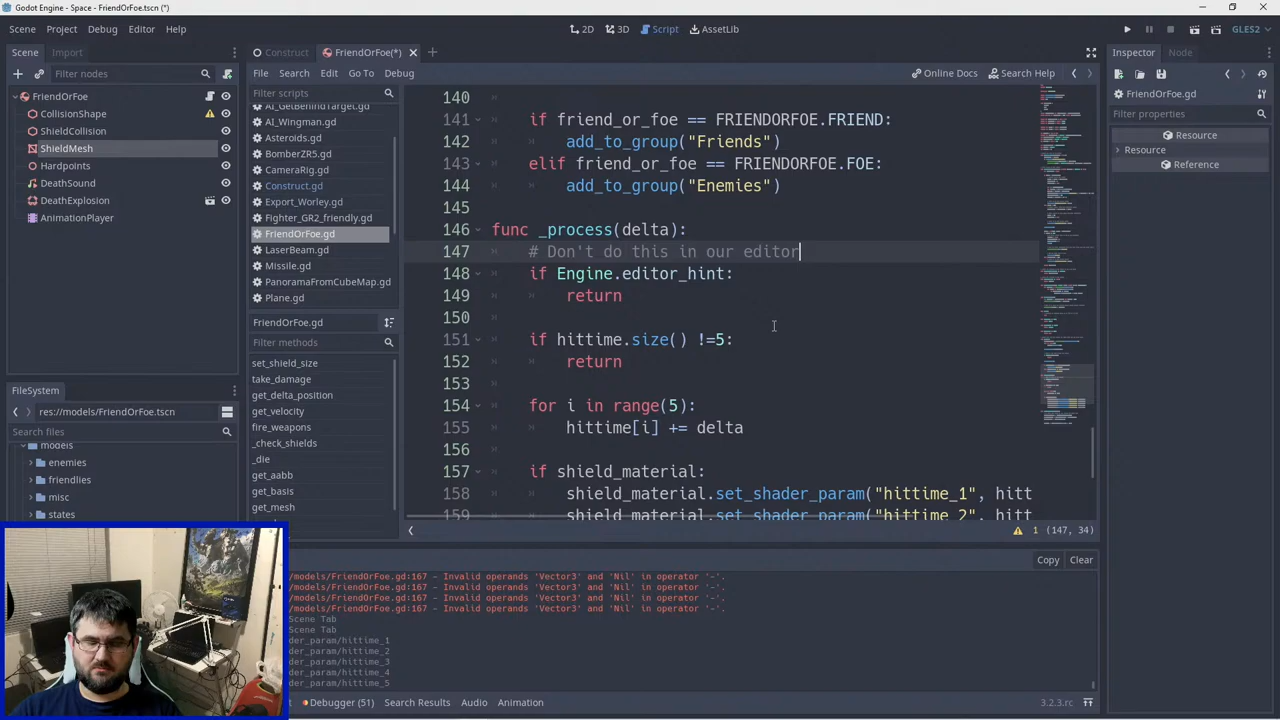 Godot Engine - Space - FriendOrFoe.tscn (*)
Scene Project Debug Editor Help
2D 3D Script AssetLib
GLES2
Scene Import
Filter nodes
FriendOrFoe
CollisionShape
ShieldCollision
ShieldMesh
Hardpoints
DeathSound
DeathExplosion
AnimationPlayer
FileSystem
res://models/FriendOrFoe.tscn
Search files
models
enemies
friendlies
misc
states
Construct FriendOrFoe(*)
File Search Edit Go To Debug
Online Docs Search Help
Filter scripts
AI_GetBehindTarget.gd
AI_Wingman.gd
Asteroids.gd
BomberZR5.gd
CameraRig.gd
Construct.gd
Export_Worley.gd
Fighter_GR2_friendly.gd
FriendOrFoe.gd
LaserBeam.gd
Missile.gd
PanoramaFromCubeMap.gd
Plane.gd
FriendOrFoe.gd
Filter methods
set_shield_size
take_damage
get_delta_position
get_velocity
fire_weapons
_check_shields
_die
get_aabb
get_basis
get_mesh
140
141 if friend_or_foe == FRIENDORFOE.FRIEND:
142 add_to_group("Friends")
143 elif friend_or_foe == FRIENDORFOE.FOE:
144 add_to_group("Enemies")
145
146 func _process(delta):
147 # Don't do this in our editor
148 if Engine.editor_hint:
149 return
150
151 if hittime.size() !=5:
152 return
153
154 for i in range(5):
155 hittime[i] += delta
156
157 if shield_material:
158 shield_material.set_shader_param("hittime_1", hitt
159 shield_material.set_shader_param("hittime_2", hitt
1 (147, 34)
Copy Clear
/models/FriendOrFoe.gd:167 - Invalid operands 'Vector3' and 'Nil' in operator '-'.
/models/FriendOrFoe.gd:167 - Invalid operands 'Vector3' and 'Nil' in operator '-'.
/models/FriendOrFoe.gd:167 - Invalid operands 'Vector3' and 'Nil' in operator '-'.
/models/FriendOrFoe.gd:167 - Invalid operands 'Vector3' and 'Nil' in operator '-'.
Scene Tab
Scene Tab
der_param/hittime_1
der_param/hittime_2
der_param/hittime_3
der_param/hittime_4
der_param/hittime_5
Debugger (51) Search Results Audio Animation
3.2.3.rc
Inspector Node
FriendOrFoe.gd
Filter properties
Resource
Resource
Reference